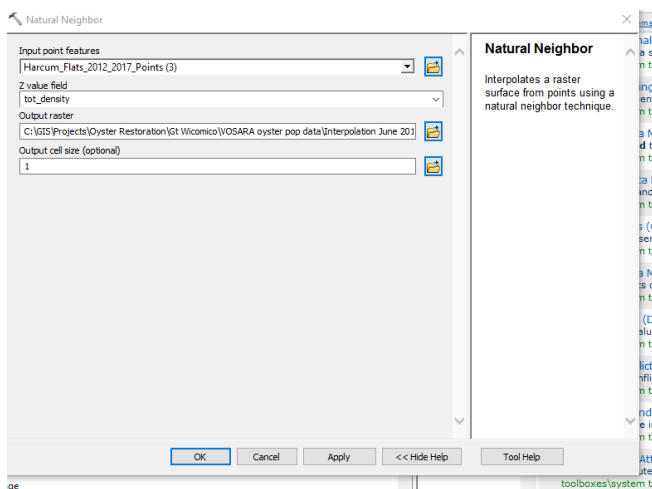 Natural Neighbor
Input point features
Harcum_Flats_2012_2017_Points (3)
Z value field
tot_density
Output raster
C:\GIS\Projects\Oyster Restoration\Gt Wicomico\VOSARA oyster pop data\Interpolation June 201
Output cell size (optional)
1
Natural Neighbor
Interpolates a raster
surface from points using a
natural neighbor technique.
OK
Cancel
Apply
<< Hide Help
Tool Help
toolboxes\system t